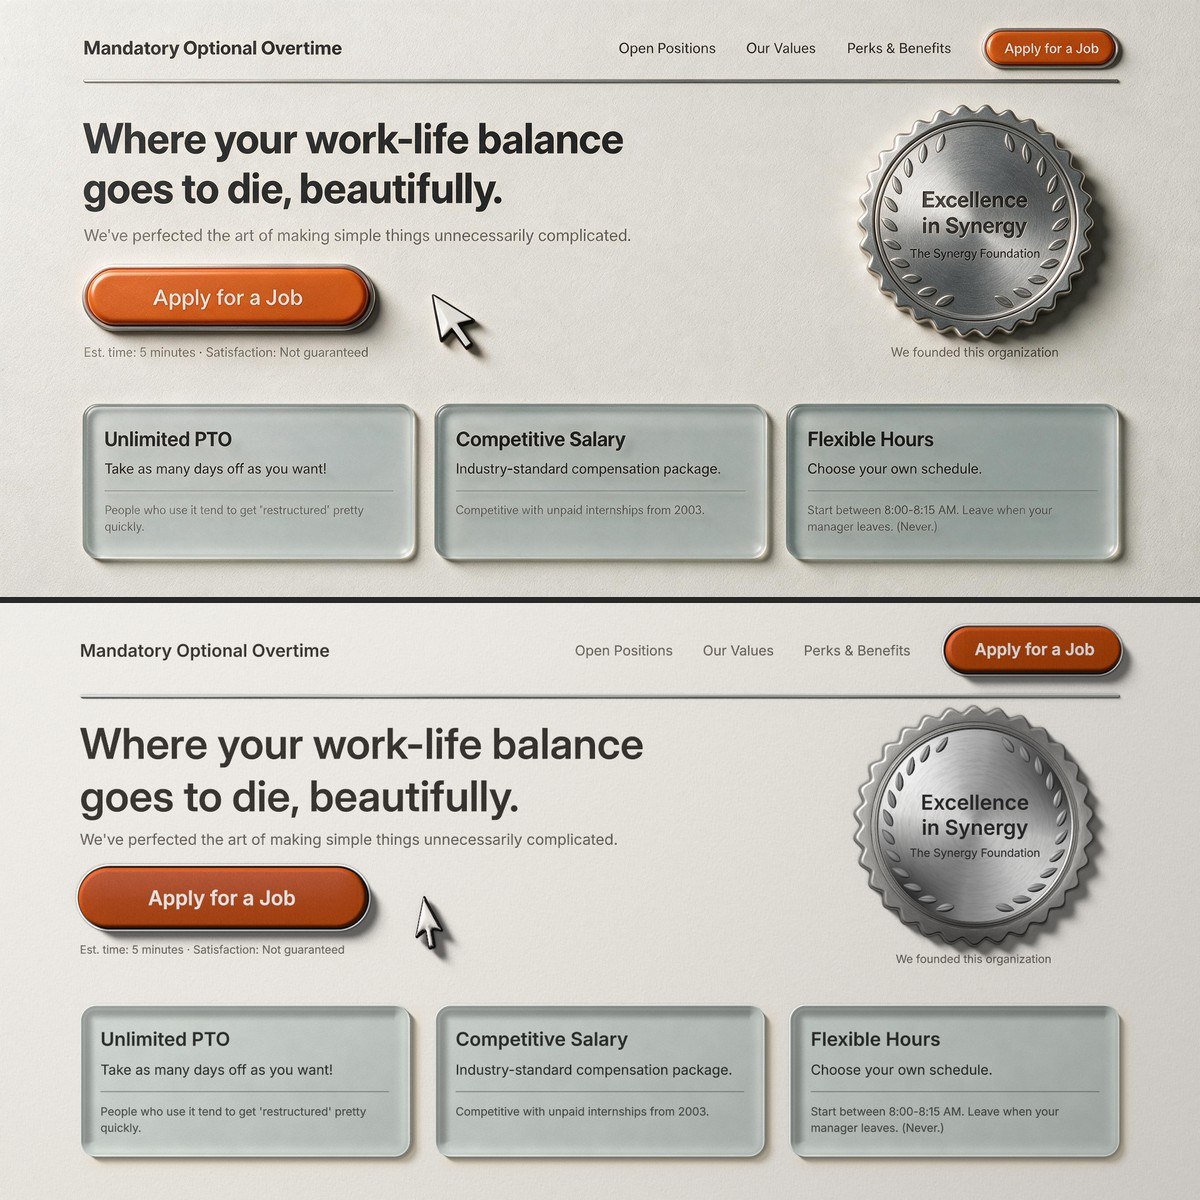 Mandatory Optional Overtime
Open Positions
Our Values
Perks & Benefits
Apply for a Job
Where your work-life balance
goes to die, beautifully.
We've perfected the art of making simple things unnecessarily complicated.
Apply for a Job
Est. time: 5 minutes · Satisfaction: Not guaranteed
Excellence
in Synergy
The Synergy Foundation
We founded this organization
Unlimited PTO
Take as many days off as you want!
People who use it tend to get 'restructured' pretty
quickly.
Competitive Salary
Industry-standard compensation package.
Competitive with unpaid internships from 2003.
Flexible Hours
Choose your own schedule.
Start between 8:00-8:15 AM. Leave when your
manager leaves. (Never.)
Mandatory Optional Overtime
Open Positions
Our Values
Perks & Benefits
Apply for a Job
Where your work-life balance
goes to die, beautifully.
We've perfected the art of making simple things unnecessarily complicated.
Apply for a Job
Est. time: 5 minutes · Satisfaction: Not guaranteed
Excellence
in Synergy
The Synergy Foundation
We founded this organization
Unlimited PTO
Take as many days off as you want!
People who use it tend to get 'restructured' pretty
quickly.
Competitive Salary
Industry-standard compensation package.
Competitive with unpaid internships from 2003.
Flexible Hours
Choose your own schedule.
Start between 8:00-8:15 AM. Leave when your
manager leaves. (Never.)